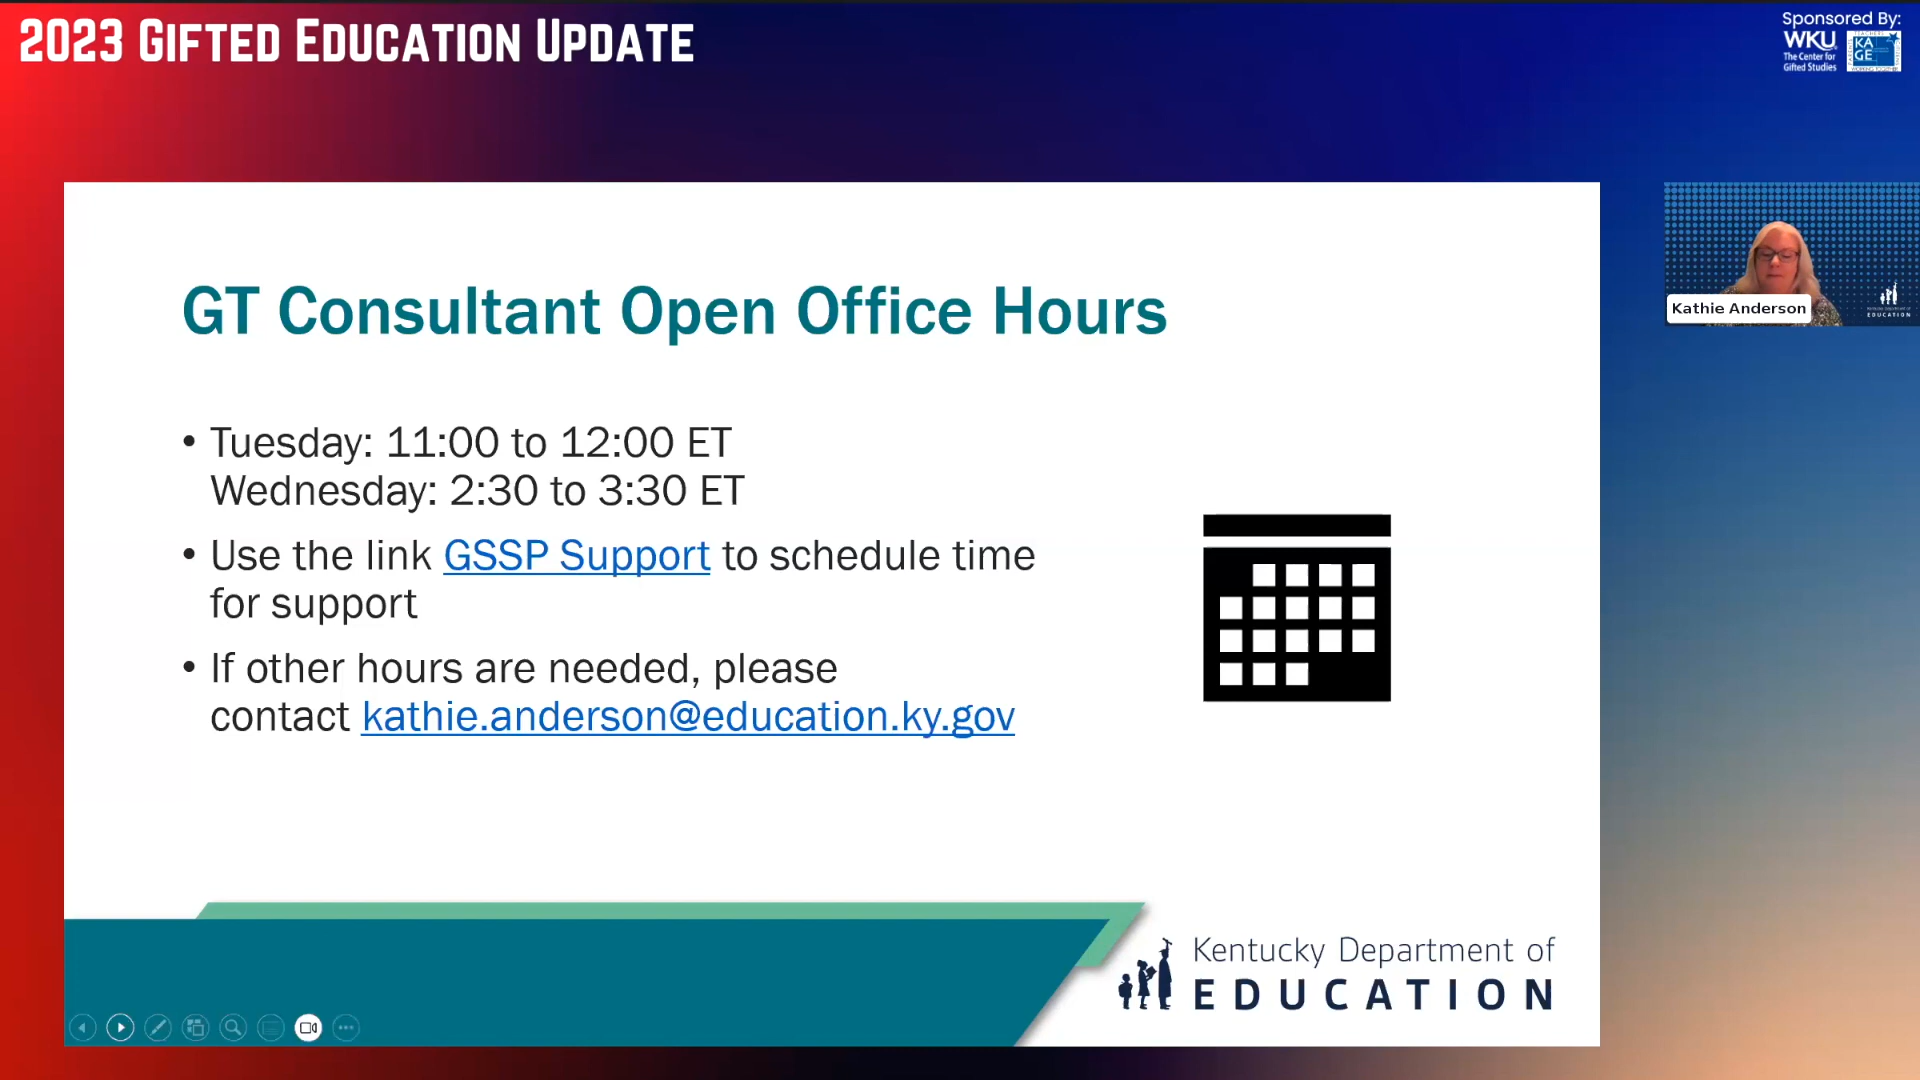 2023 GIFTED EDUCATION UPDATE
Sponsored By:
WKU
The Center for
Gifted Studies
KA
GE
GT Consultant Open Office Hours
• Tuesday: 11:00 to 12:00 ET
Wednesday: 2:30 to 3:30 ET
• Use the link GSSP Support to schedule time
for support
• If other hours are needed, please
contact kathie.anderson@education.ky.gov
Kathie Anderson
EDUCATION
Kentucky Department of
EDUCATION